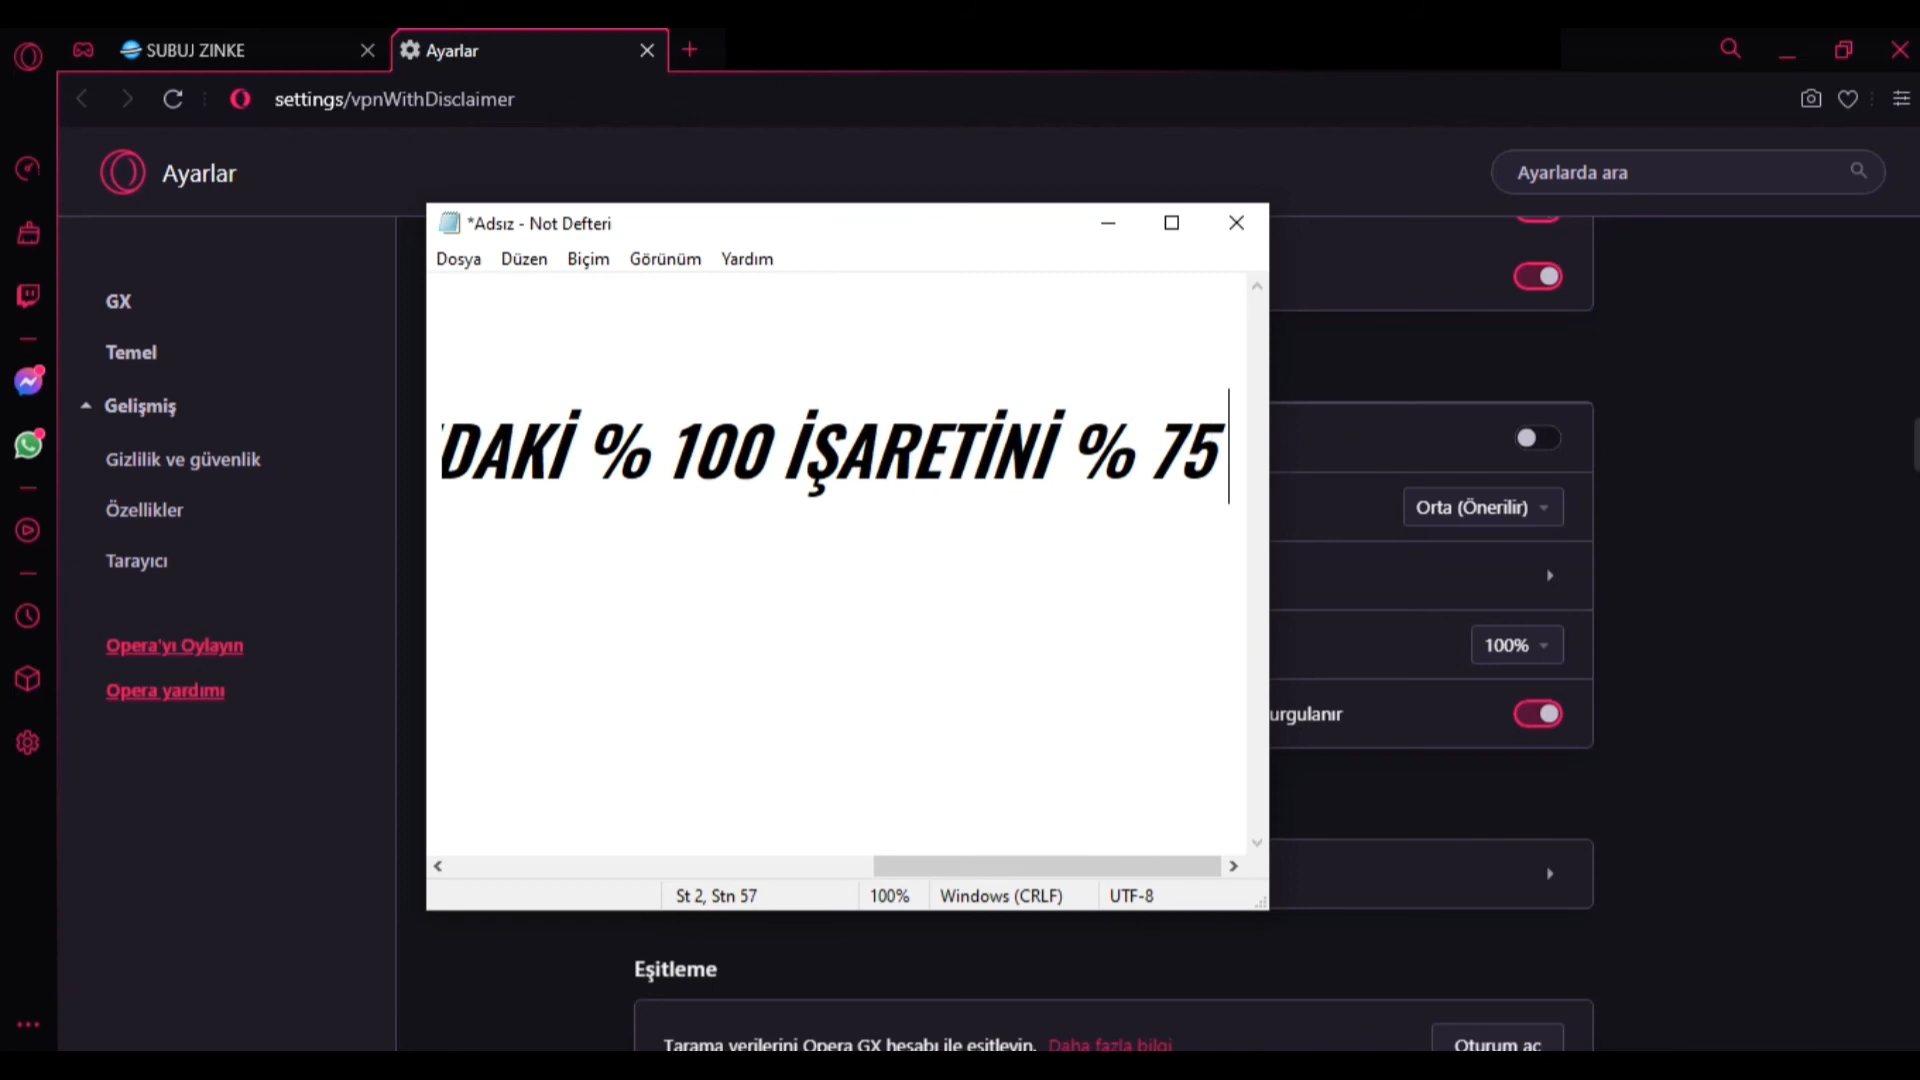 SUBUJ ZINKE
Ayarlar
settings/vpnWithDisclaimer
Ayarlar
Ayarlarda ara
*Adsız - Not Defteri
Dosya Düzen Biçim Görünüm Yardım
GX
Temel
Gelişmiş
Gizlilik ve güvenlik
Özellikler
Tarayıcı
Opera'yı Oylayın
Opera yardımı
'DAKİ % 100 İŞARETİNİ % 75
Orta (Önerilir)
100%
urgulanır
St 2, Stn 57 100% Windows (CRLF) UTF-8
Eşitleme
Tarama verilerini Opera GX hesabı ile eşitleyin. Daha fazla bilgi
Oturum aç